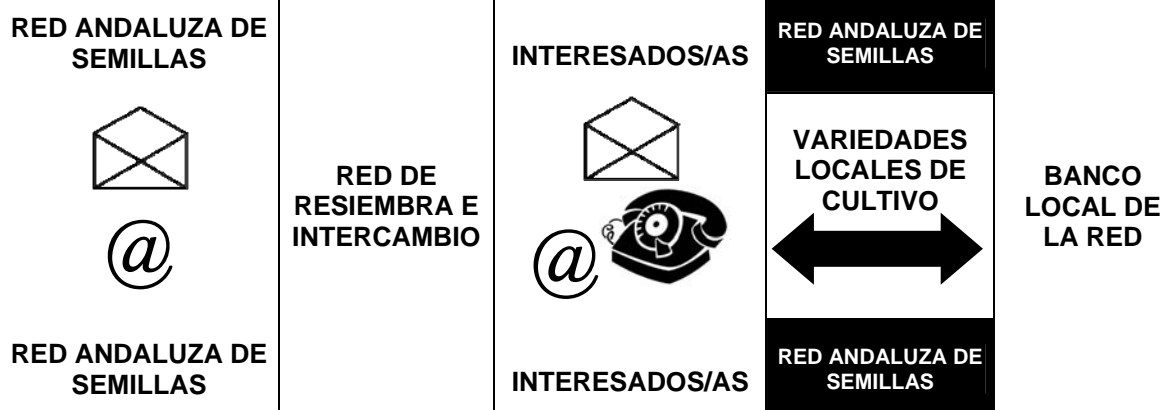 RED ANDALUZA DE
SEMILLAS
@
RED ANDALUZA DE
SEMILLAS
RED DE
RESIEMBRA E
INTERCAMBIO
INTERESADOS/AS
@
INTERESADOS/AS
RED ANDALUZA DE
SEMILLAS
VARIEDADES
LOCALES DE
CULTIVO
RED ANDALUZA DE
SEMILLAS
BANCO
LOCAL DE
LA RED